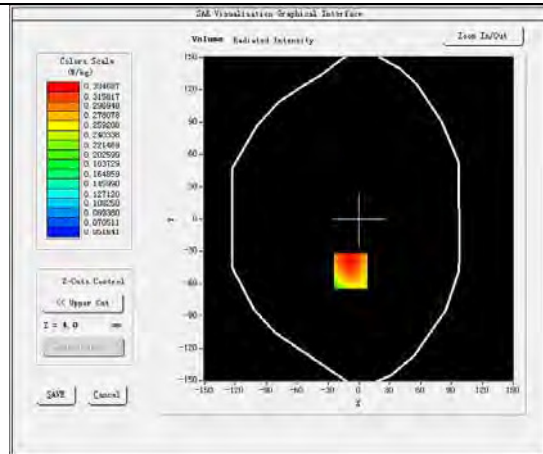 SAR Visualisation Graphical Interface
Volume Radiated Intensity
Zoom In/Out
Colors Scale
(W/kg)
0.334687
0.315817
0.296948
0.278078
0.259208
0.240338
0.221469
0.202599
0.183729
0.164859
0.145990
0.127120
0.108250
0.089380
0.070511
0.051641
Z-Cuts Control
<< Upper Cut
Z = 4.0 mm
SAVE
Cancel
150
120
90
60
30
0
-30
-60
-90
-120
-150
Y
-150 -120 -90 -60 -30 0 30 60 90 120 150
X